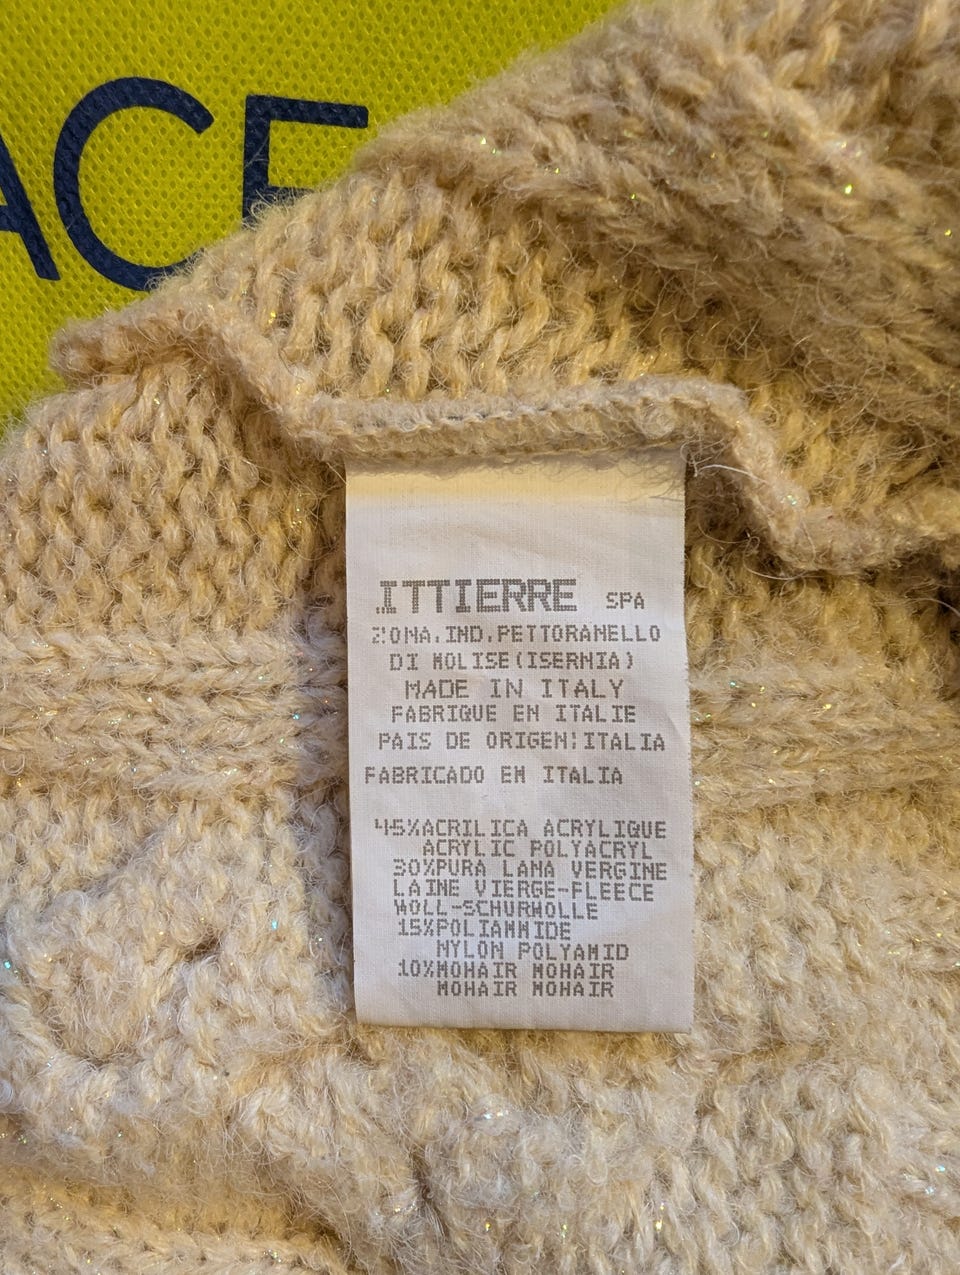 ACE
ITTIERRE SPA
ZONA.IND.PETTORANELLO
DI MOLISE(ISERNIA)
MADE IN ITALY
FABRIQUE EN ITALIE
PAIS DE ORIGEN:ITALIA
FABRICADO EN ITALIA
45%ACRILICA ACRYLIQUE
ACRYLIC POLYACRYL
30%PURA LANA VERGINE
LAINE VIERGE-FLEECE
WOLL-SCHURWOLLE
15%POLIAMMIDE
NYLON POLYAMID
10%MOHAIR MOHAIR
MOHAIR MOHAIR